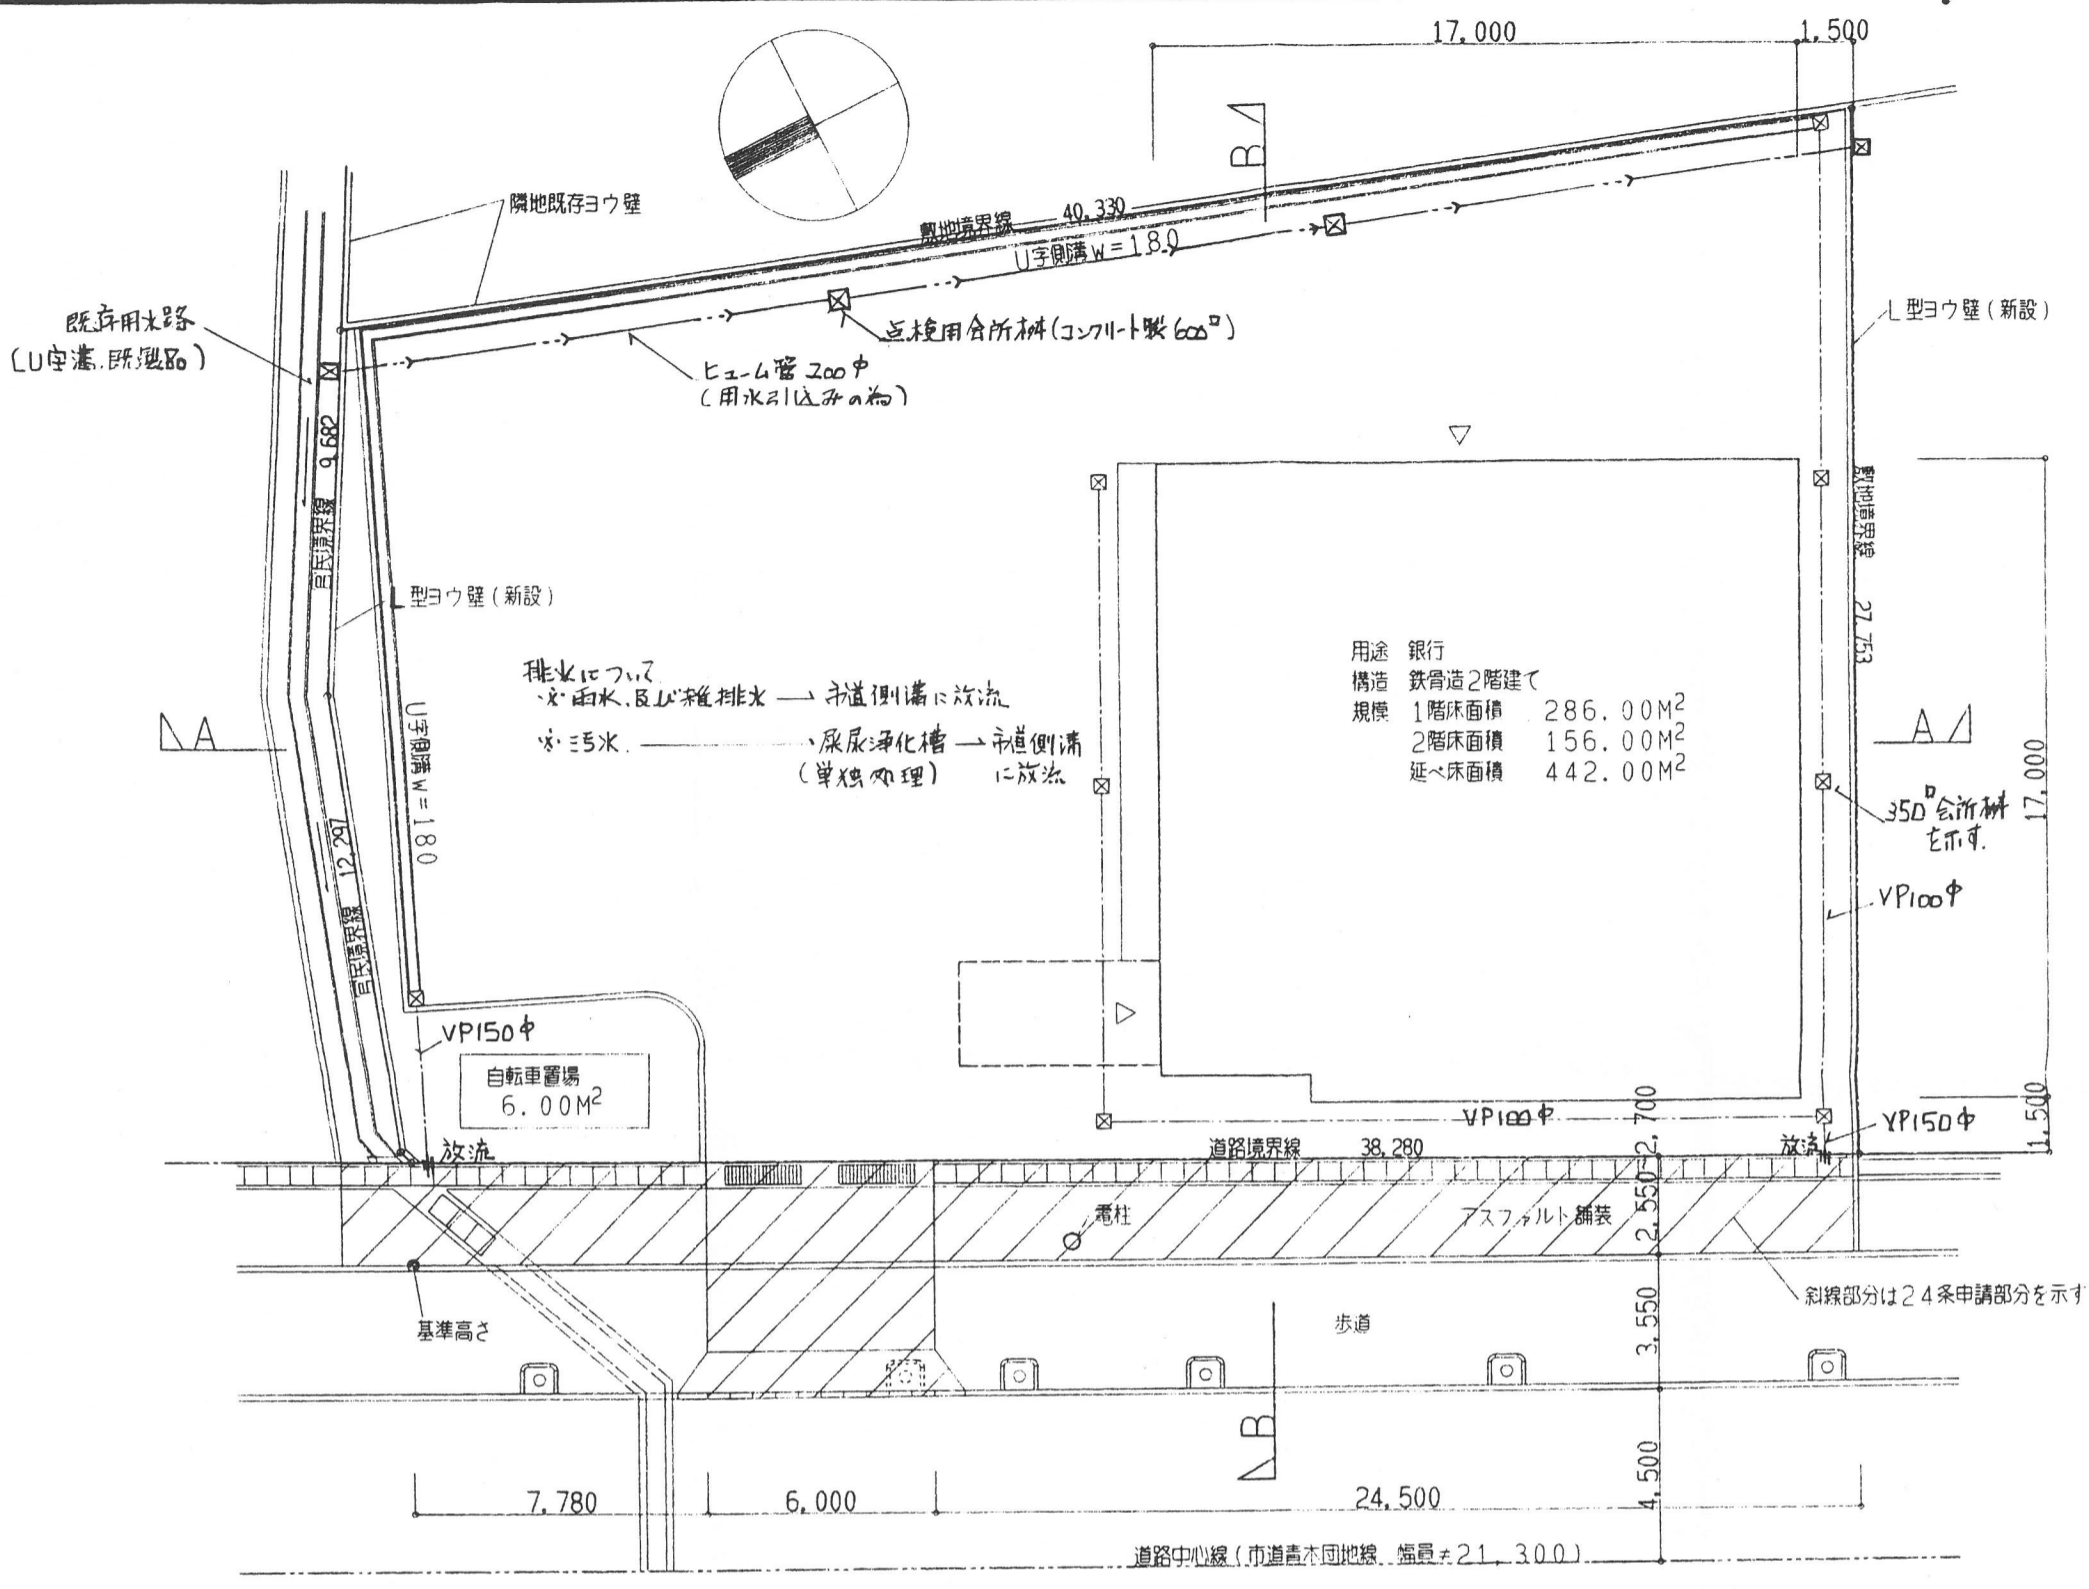 17,000
1,500
B
隣地既存ヨウ壁
敷地境界線 40,330
U字側溝W=180
既存用水路
(U字溝.既製品)
点検用会所桝(コンクリート製600□)
ヒューム管200φ
(用水引込みの為)
L型ヨウ壁(新設)
官民境界線 9,682
敷地境界線 27,753
L型ヨウ壁(新設)
排水について
※雨水.及び雑排水 → 市道側溝に放流
※汚水. → 屎尿浄化槽 → 市道側溝
(単独処理) に放流
用途 銀行
構造 鉄骨造2階建て
規模 1階床面積 286.00M²
2階床面積 156.00M²
延べ床面積 442.00M²
A
A
U字側溝W=180
17,000
350□会所桝
を示す.
VP100φ
官民境界線 12,297
VP150φ
自転車置場
6.00M²
VP100φ
2,700
VP150φ
1,500
放流
道路境界線 38,280
放流
電柱
アスファルト舗装
2,550
斜線部分は24条申請部分を示す
基準高さ
歩道
3,550
B
4,500
7,780
6,000
24,500
道路中心線(市道青木団地線 幅員≠21,300)